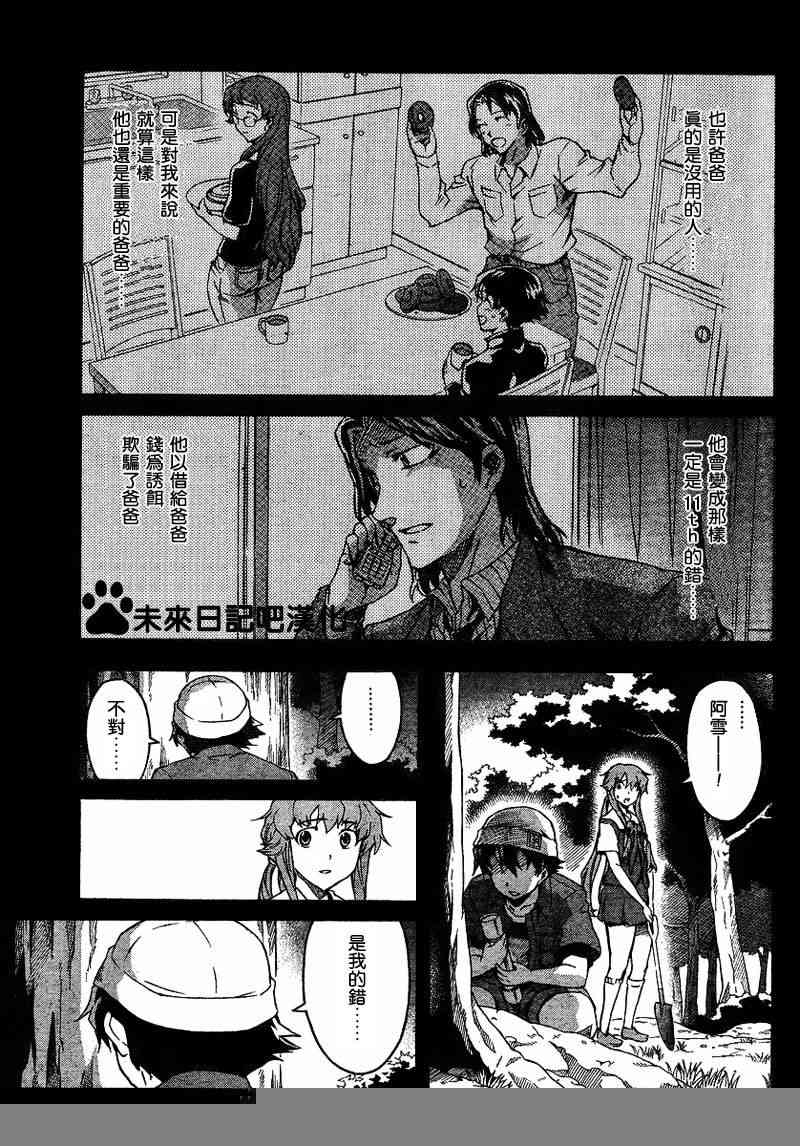 也許爸爸
真的是沒用的人……
可是對我來說
就算這樣
他也還是重要的爸爸……
他會變成那樣
一定是11th的錯……
他以借給爸爸
錢為誘餌
欺騙了爸爸
未來日記吧漢化
……
阿雪——!
……
不對……
是我的錯……